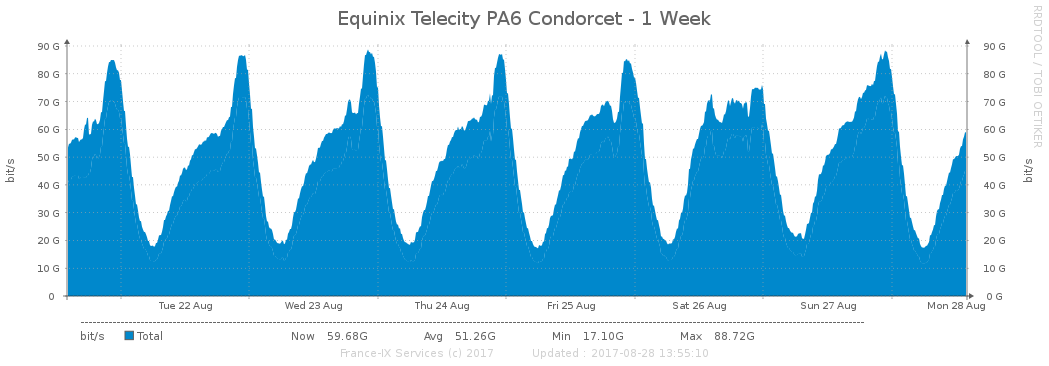 Equinix Telecity PA6 Condorcet - 1 Week
RRDTOOL / TOBI OETIKER
bit/s
90 G 90 G
80 G 80 G
70 G 70 G
60 G 60 G
50 G 50 G
40 G 40 G
30 G 30 G
20 G 20 G
10 G 10 G
0 0 G
bit/s
Tue 22 Aug Wed 23 Aug Thu 24 Aug Fri 25 Aug Sat 26 Aug Sun 27 Aug Mon 28 Aug
bit/s Total Now 59.68G Avg 51.26G Min 17.10G Max 88.72G
France-IX Services (c) 2017 Updated : 2017-08-28 13:55:10